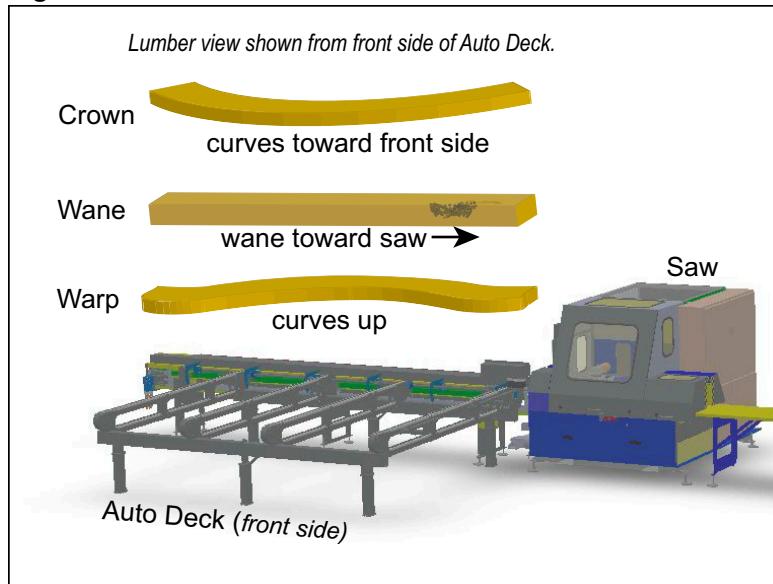 Lumber view shown from front side of Auto Deck.
Crown
curves toward front side
Wane
wane toward saw
Warp
curves up
Saw
Auto Deck (front side)